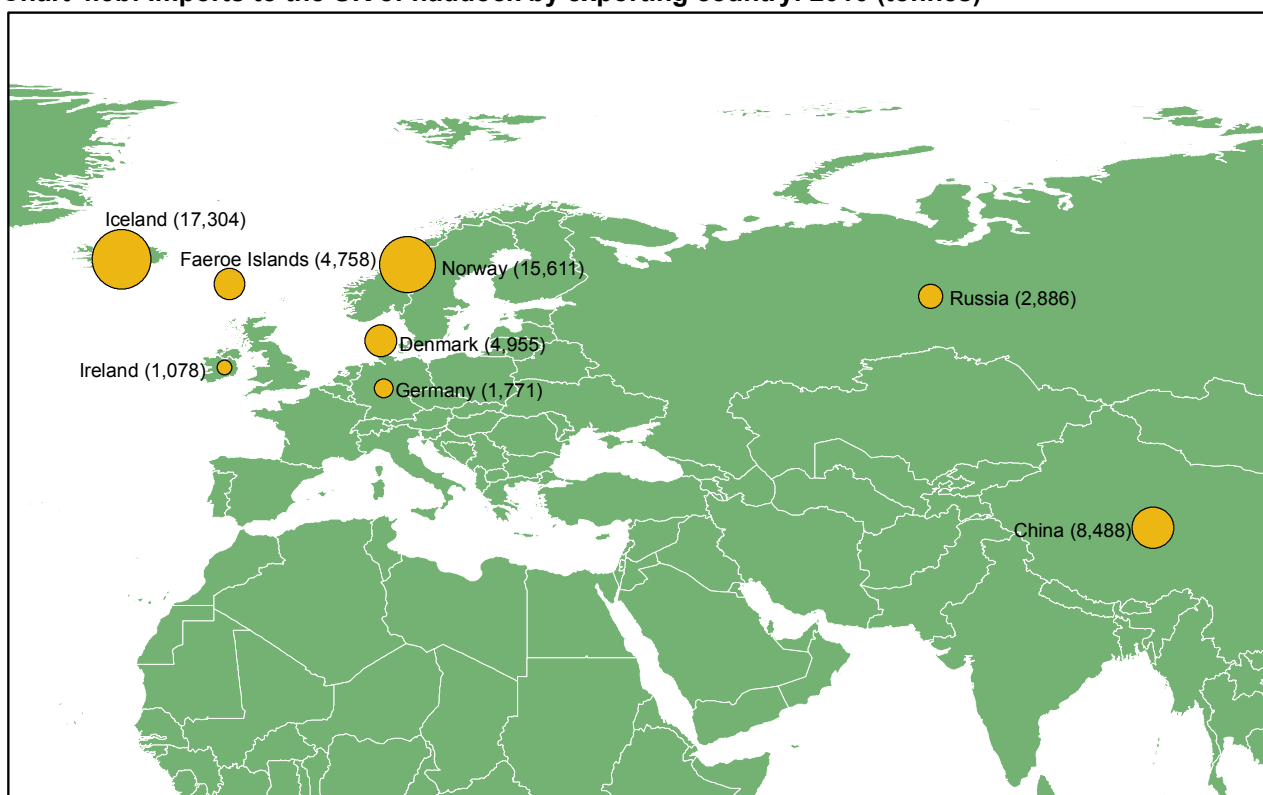 Iceland (17,304)
Faeroe Islands (4,758)
Norway (15,611)
Russia (2,886)
Denmark (4,955)
Ireland (1,078)
Germany (1,771)
China (8,488)